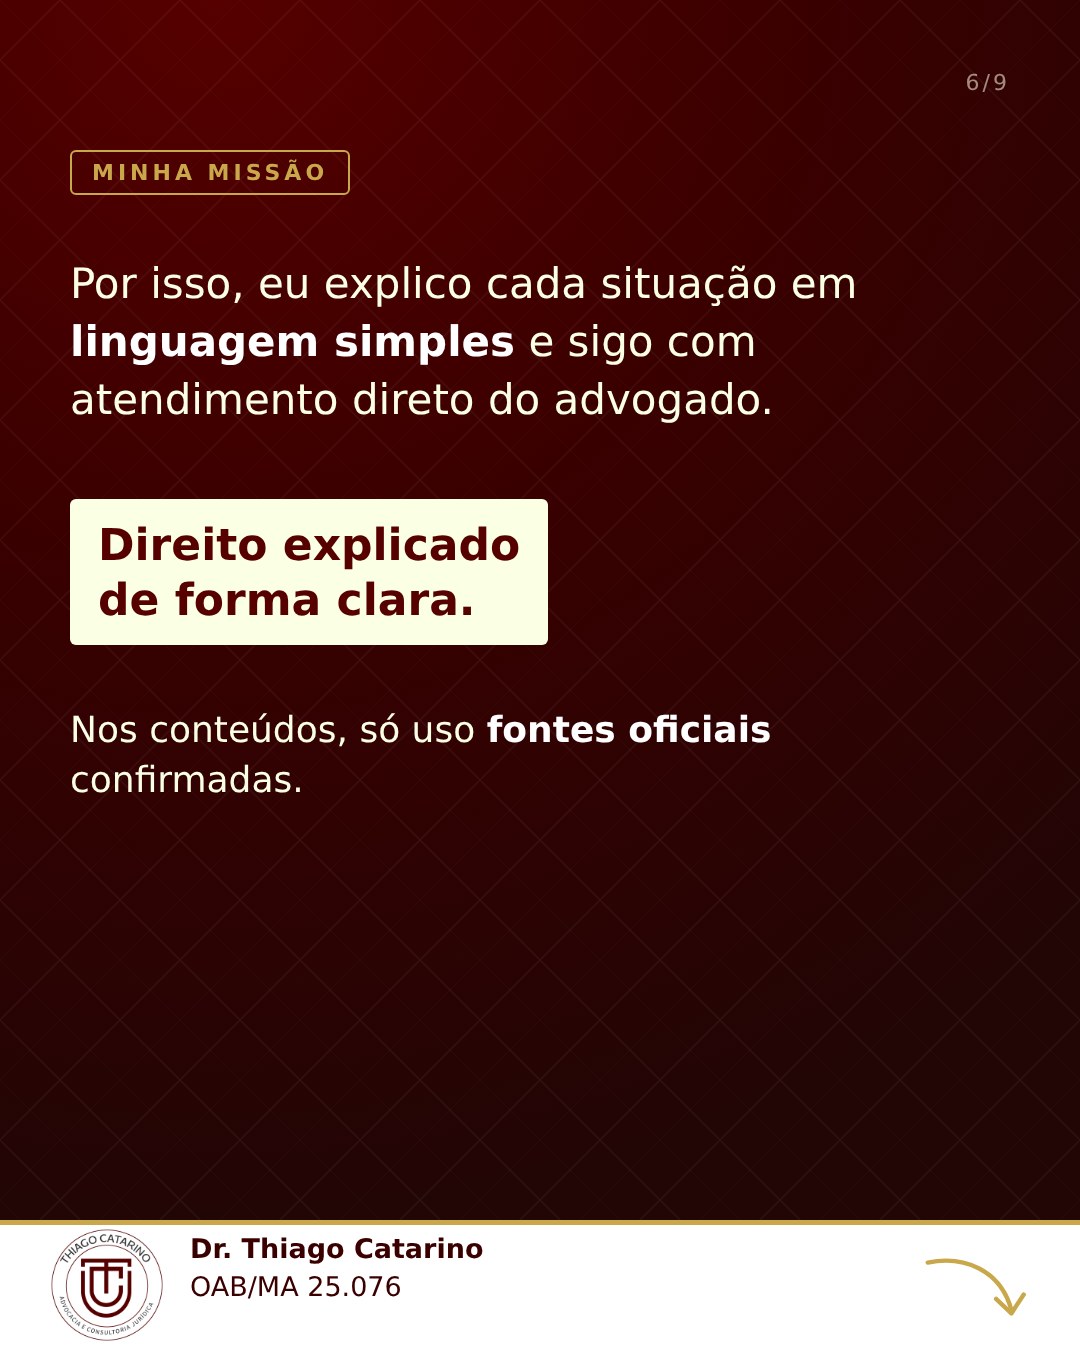 6/9
MINHA MISSÃO
Por isso, eu explico cada situação em
linguagem simples e sigo com
atendimento direto do advogado.
Direito explicado
de forma clara.
Nos conteúdos, só uso fontes oficiais
confirmadas.
THIAGO CATARINO
ADVOCACIA E CONSULTORIA JURÍDICA
Dr. Thiago Catarino
OAB/MA 25.076